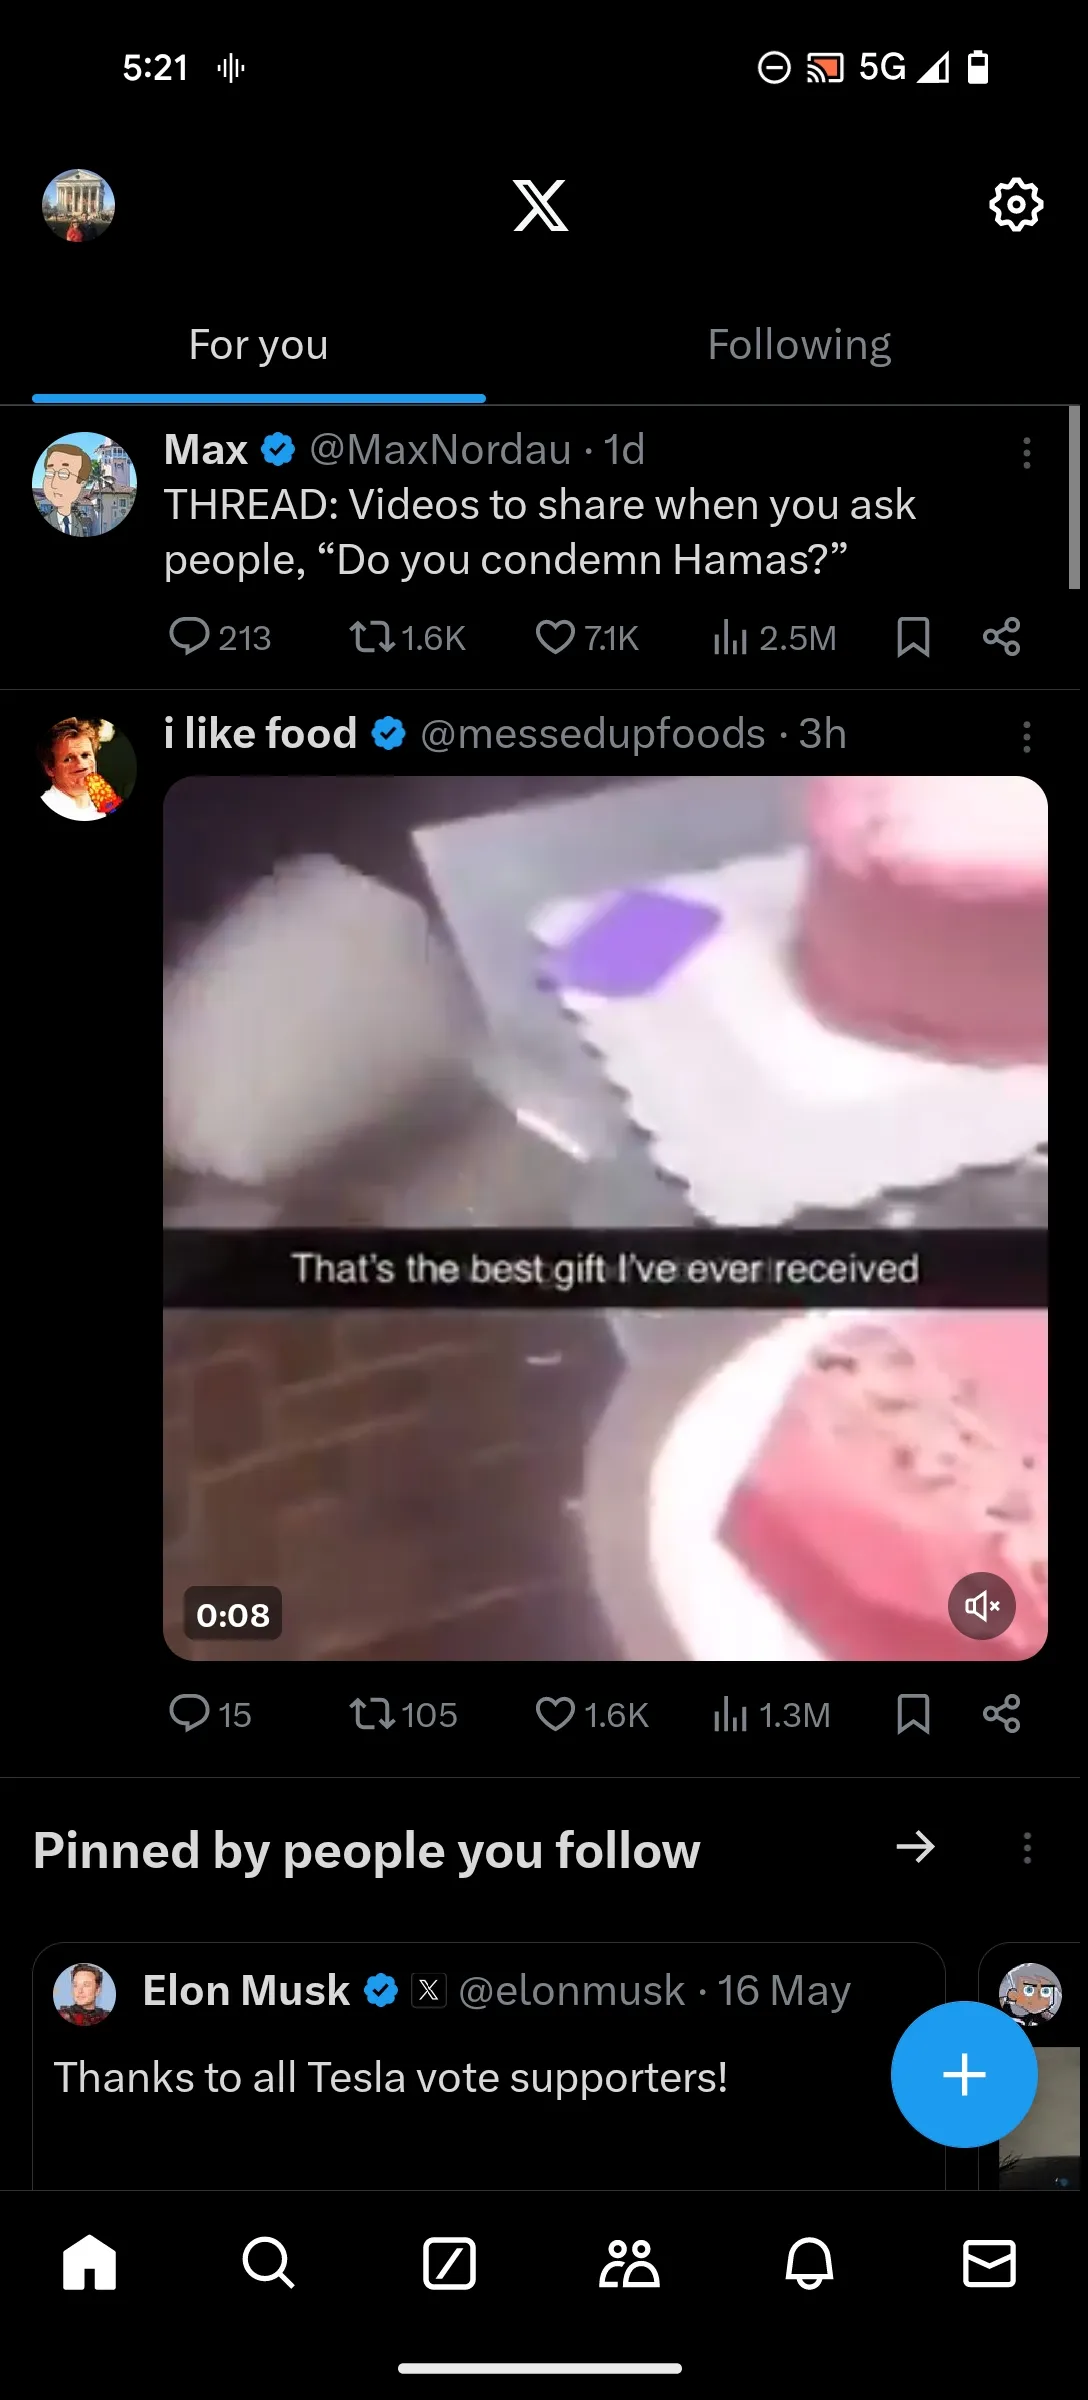 5:21
5G
For you
Following
Max @MaxNordau · 1d
THREAD: Videos to share when you ask
people, “Do you condemn Hamas?”
213 1.6K 7.1K 2.5M
i like food @messedupfoods · 3h
That's the best gift I've ever received
0:08
15 105 1.6K 1.3M
Pinned by people you follow
Elon Musk @elonmusk · 16 May
Thanks to all Tesla vote supporters!